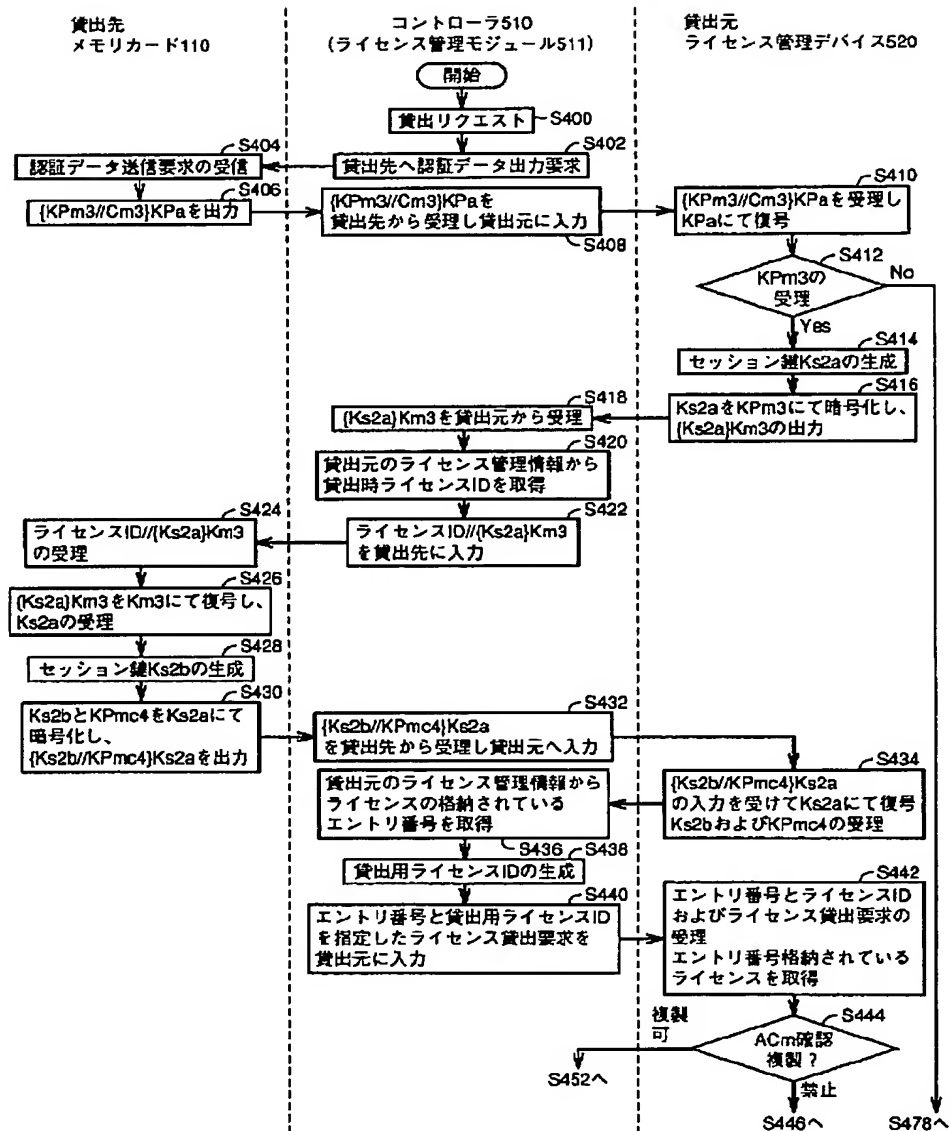 貸出先
メモリカード110
コントローラ510
(ライセンス管理モジュール511)
貸出元
ライセンス管理デバイス520
開始
貸出リクエスト
S400
S402
貸出先へ認証データ出力要求
S404
認証データ送信要求の受信
S406
{KPm3//Cm3}KPaを出力
{KPm3//Cm3}KPaを
貸出先から受理し貸出元に入力
S408
S410
{KPm3//Cm3}KPaを受理し
KPaにて復号
S412
KPm3の
受理
No
Yes
S414
セッション鍵Ks2aの生成
S416
Ks2aをKPm3にて暗号化し、
{Ks2a}Km3の出力
S418
{Ks2a}Km3を貸出元から受理
S420
貸出元のライセンス管理情報から
貸出時ライセンスIDを取得
S422
ライセンスID//{Ks2a}Km3
を貸出先に入力
S424
ライセンスID//{Ks2a}Km3
の受理
S426
{Ks2a}Km3をKm3にて復号し、
Ks2aの受理
S428
セッション鍵Ks2bの生成
S430
Ks2bとKPmc4をKs2aにて
暗号化し、
{Ks2b//KPmc4}Ks2aを出力
S432
{Ks2b//KPmc4}Ks2a
を貸出先から受理し貸出元へ入力
S434
{Ks2b//KPmc4}Ks2a
の入力を受けてKs2aにて復号
Ks2bおよびKPmc4の受理
貸出元のライセンス管理情報から
ライセンスの格納されている
エントリ番号を取得
S436
S438
貸出用ライセンスIDの生成
S440
エントリ番号と貸出用ライセンスID
を指定したライセンス貸出要求を
貸出元に入力
S442
エントリ番号とライセンスID
およびライセンス貸出要求の
受理
エントリ番号格納されている
ライセンスを取得
S444
ACm確認
複製?
複製
可
S452へ
禁止
S446へ
S478へ